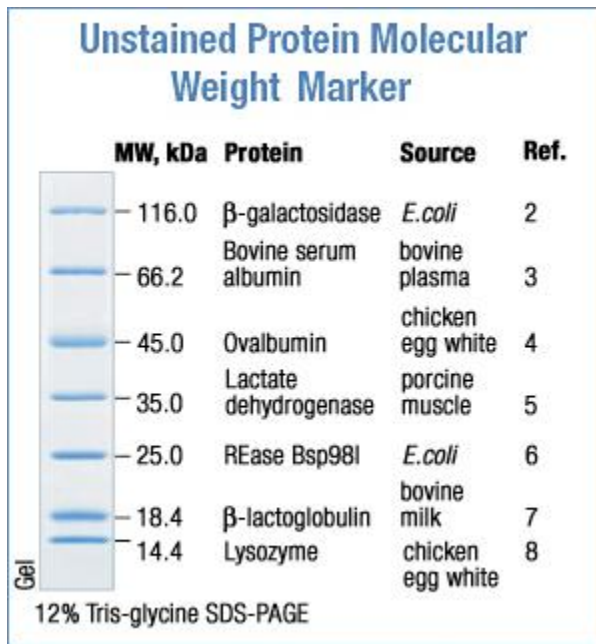 Unstained Protein Molecular
Weight Marker
MW, kDa Protein Source Ref.
116.0 β-galactosidase E.coli 2
Bovine serum bovine
66.2 albumin plasma 3
chicken
45.0 Ovalbumin egg white 4
Lactate porcine
35.0 dehydrogenase muscle 5
25.0 REase Bsp98I E.coli 6
bovine
18.4 β-lactoglobulin milk 7
14.4 Lysozyme chicken 8
egg white
Gel
12% Tris-glycine SDS-PAGE